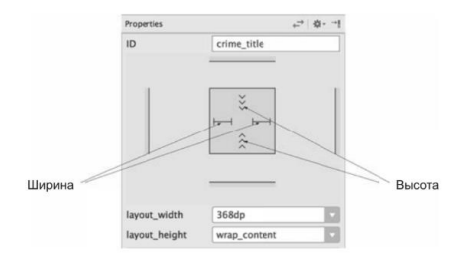 Properties
ID crime_title
Ширина
Высота
layout_width 368dp
layout_height wrap_content